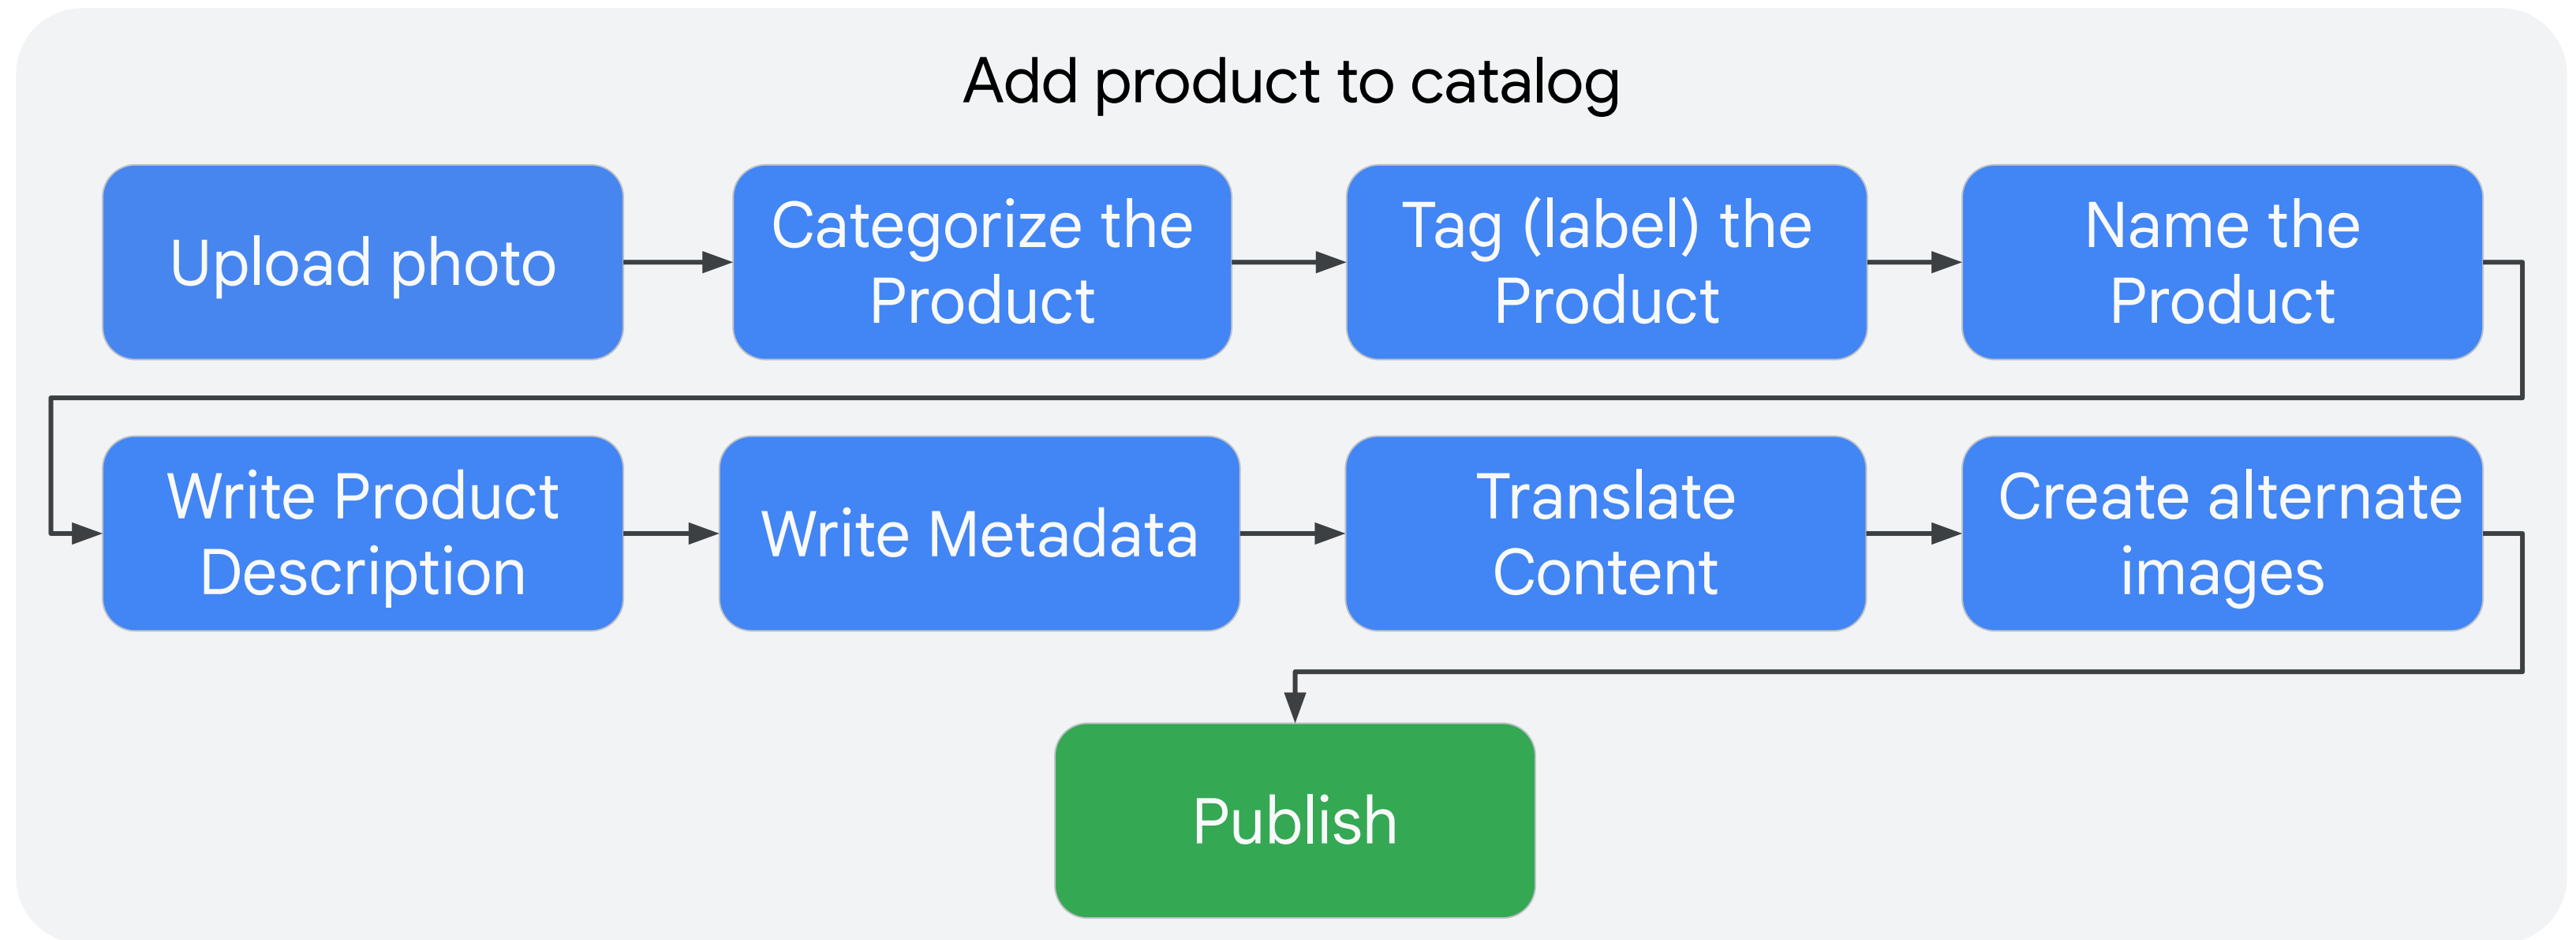 Add product to catalog
Upload photo
Categorize the
Product
Tag (label) the
Product
Name the
Product
Write Product
Description
Write Metadata
Translate
Content
Create alternate
images
Publish